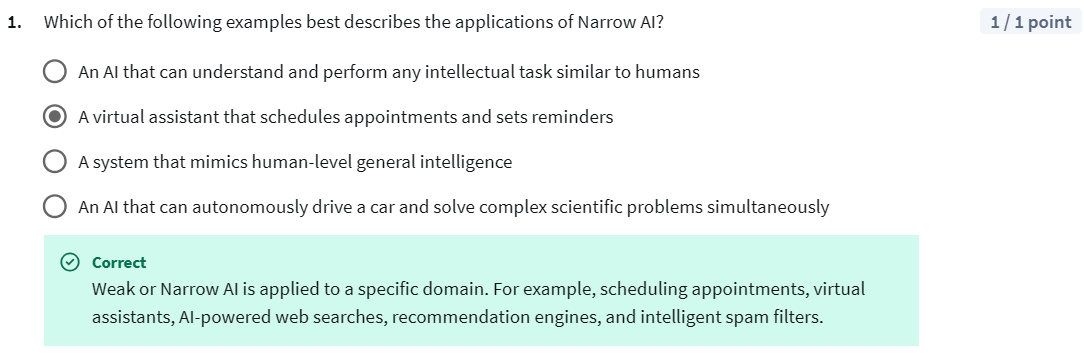 1. Which of the following examples best describes the applications of Narrow AI? 1 / 1 point
An AI that can understand and perform any intellectual task similar to humans
A virtual assistant that schedules appointments and sets reminders
A system that mimics human-level general intelligence
An AI that can autonomously drive a car and solve complex scientific problems simultaneously
Correct
Weak or Narrow AI is applied to a specific domain. For example, scheduling appointments, virtual
assistants, AI-powered web searches, recommendation engines, and intelligent spam filters.